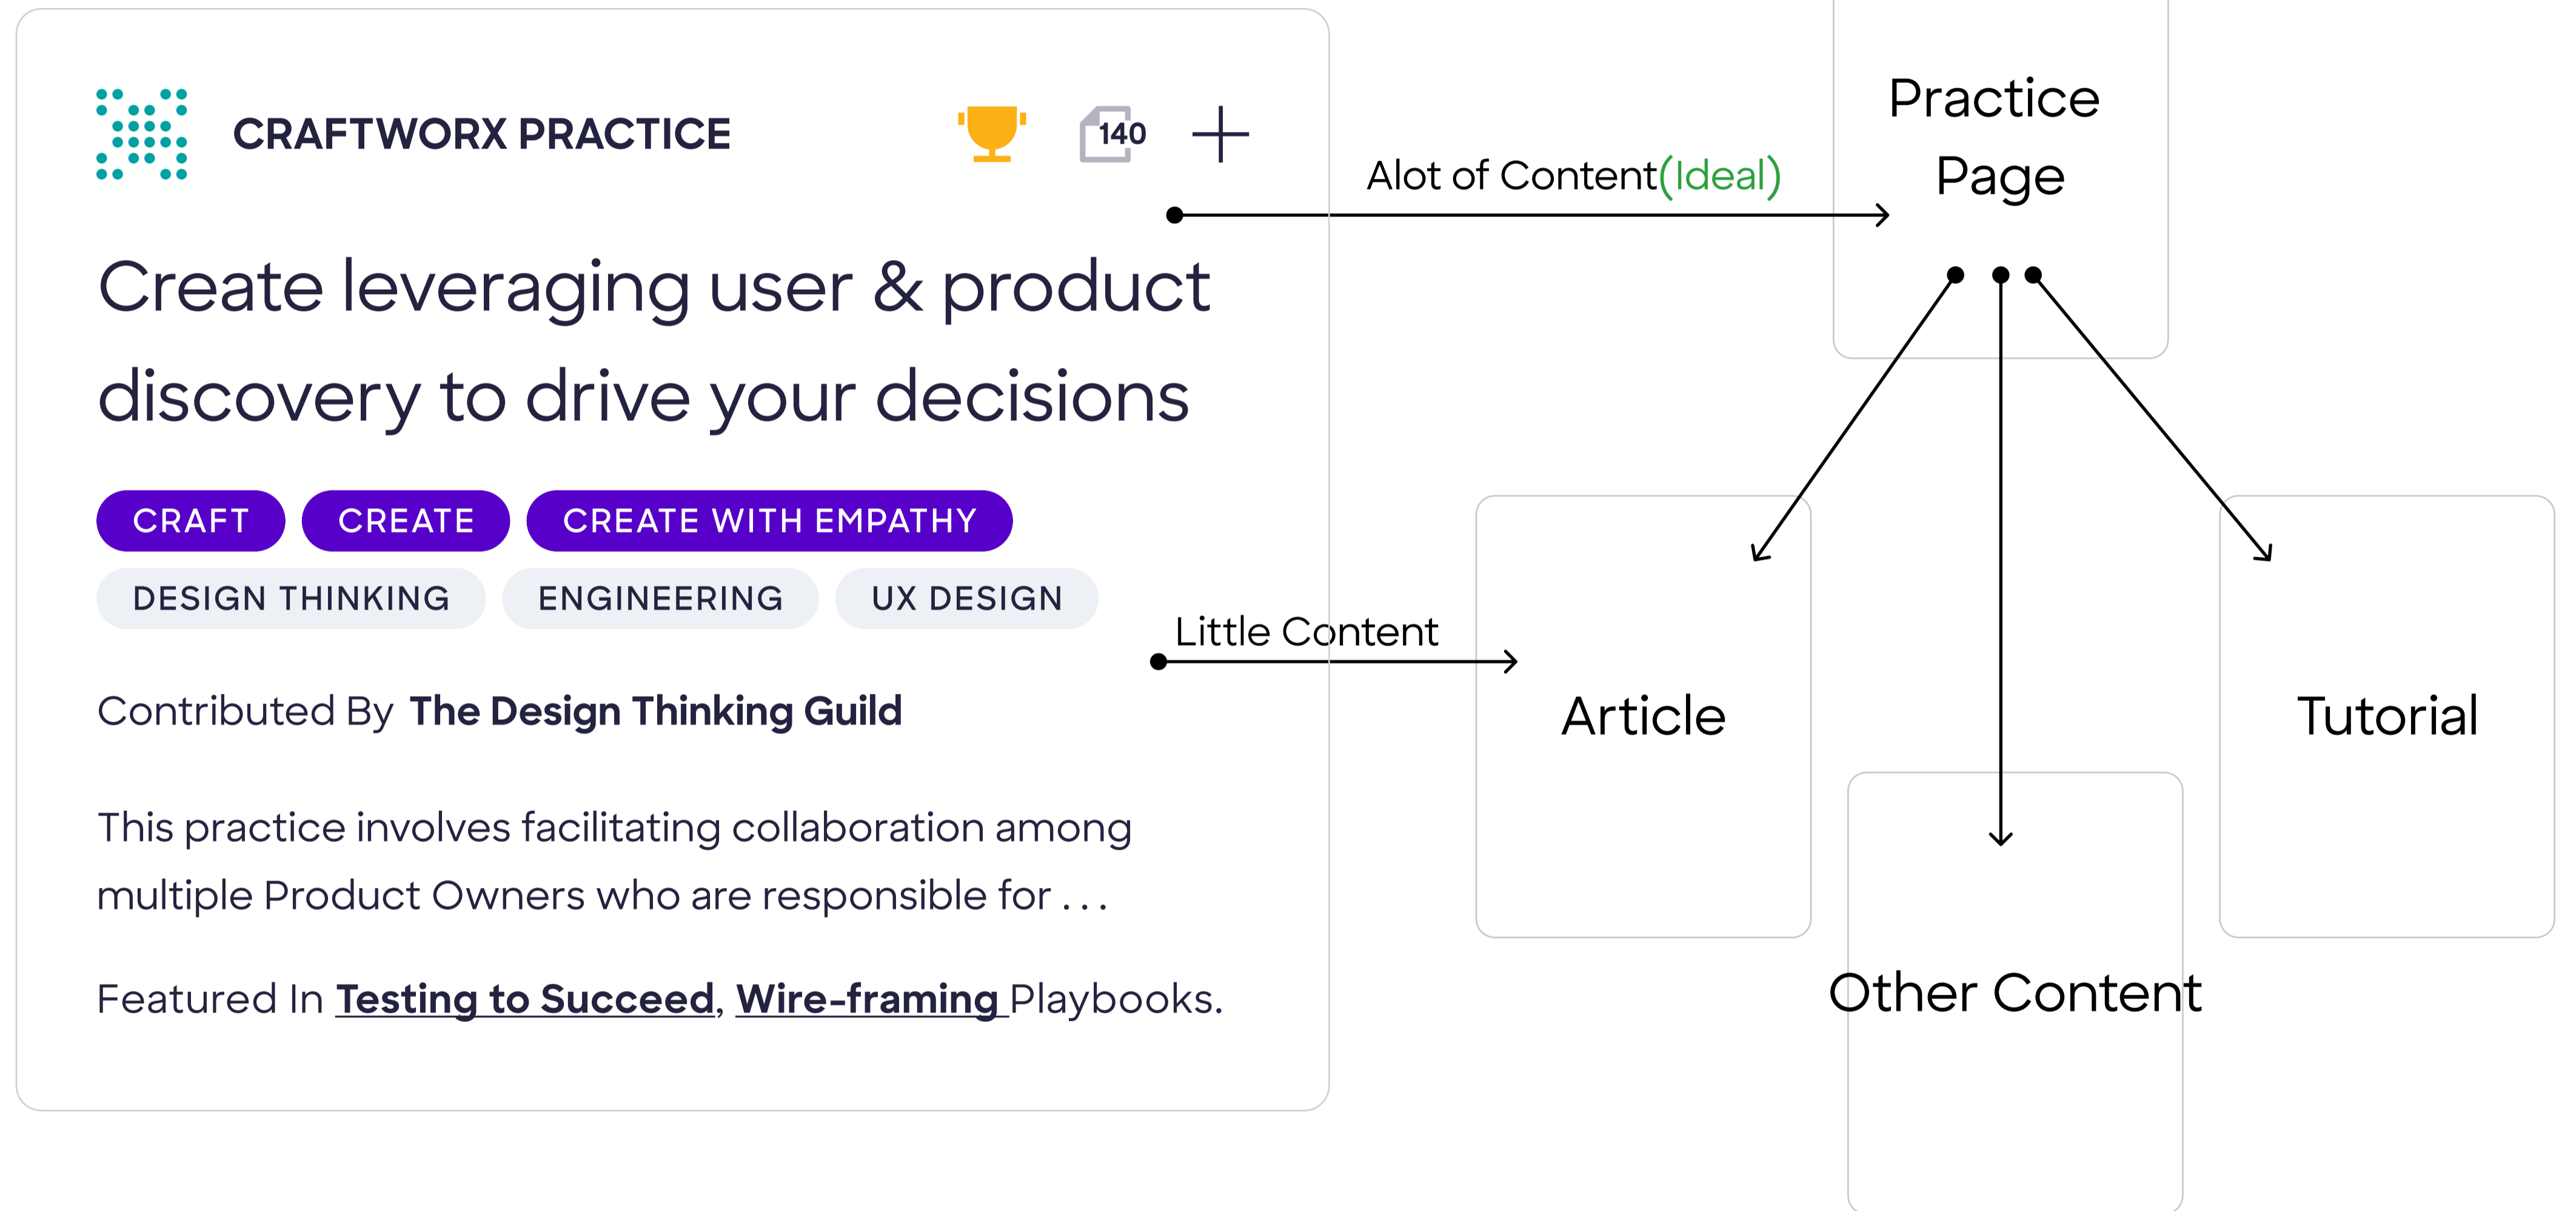 CRAFTWORX PRACTICE
140
Create leveraging user & product
discovery to drive your decisions
CRAFT
CREATE
CREATE WITH EMPATHY
DESIGN THINKING
ENGINEERING
UX DESIGN
Contributed By The Design Thinking Guild
This practice involves facilitating collaboration among
multiple Product Owners who are responsible for . . .
Featured In Testing to Succeed, Wire-framing Playbooks.
Alot of Content(Ideal)
Little Content
Practice
Page
Article
Tutorial
Other Content